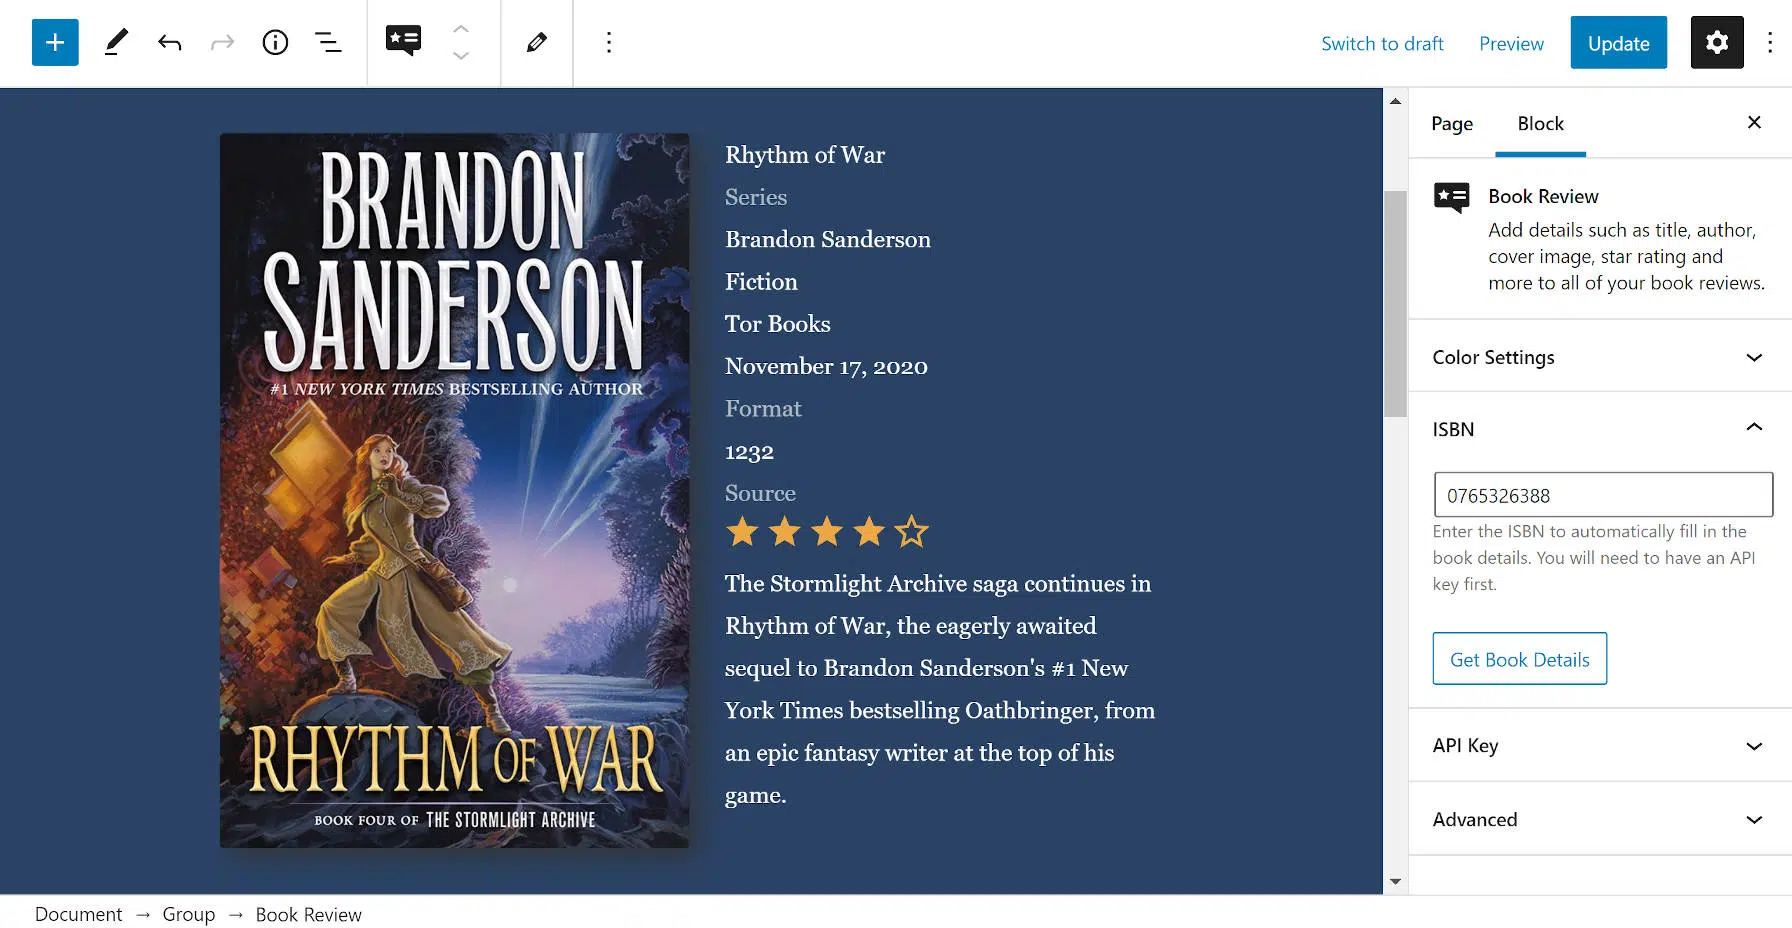 Switch to draft
Preview
Update
BRANDON
SANDERSON
#1 NEW YORK TIMES BESTSELLING AUTHOR
RHYTHM OF WAR
BOOK FOUR OF THE STORMLIGHT ARCHIVE
Rhythm of War
Series
Brandon Sanderson
Fiction
Tor Books
November 17, 2020
Format
1232
Source
The Stormlight Archive saga continues in
Rhythm of War, the eagerly awaited
sequel to Brandon Sanderson's #1 New
York Times bestselling Oathbringer, from
an epic fantasy writer at the top of his
game.
Page
Block
Book Review
Add details such as title, author,
cover image, star rating and
more to all of your book reviews.
Color Settings
ISBN
0765326388
Enter the ISBN to automatically fill in the
book details. You will need to have an API
key first.
Get Book Details
API Key
Advanced
Document → Group → Book Review